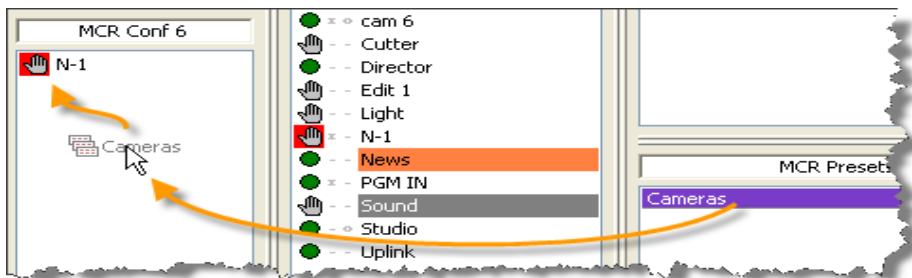 MCR Conf 6
N-1
Cameras
cam 6
Cutter
Director
Edit 1
Light
N-1
News
PGM IN
Sound
Studio
Uplink
MCR Presets
Cameras